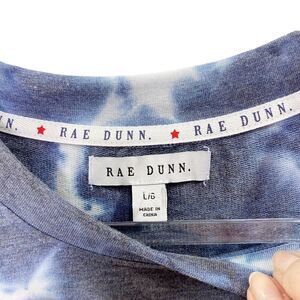 N. ★ RAE DUNN. ★ RAE DUNN.
RAE DUNN.
L/G
MADE IN
CHINA